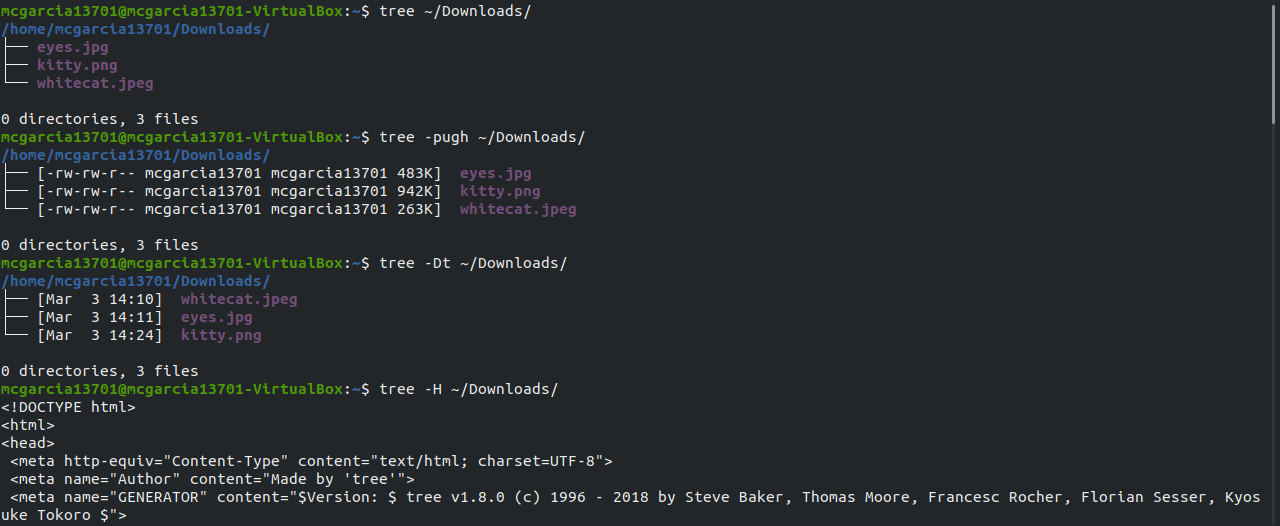 mcgarcia13701@mcgarcia13701-VirtualBox:~$ tree ~/Downloads/
/home/mcgarcia13701/Downloads/
├── eyes.jpg
├── kitty.png
└── whitecat.jpeg
0 directories, 3 files
mcgarcia13701@mcgarcia13701-VirtualBox:~$ tree -pugh ~/Downloads/
/home/mcgarcia13701/Downloads/
├── [-rw-rw-r-- mcgarcia13701 mcgarcia13701 483K]  eyes.jpg
├── [-rw-rw-r-- mcgarcia13701 mcgarcia13701 942K]  kitty.png
└── [-rw-rw-r-- mcgarcia13701 mcgarcia13701 263K]  whitecat.jpeg
0 directories, 3 files
mcgarcia13701@mcgarcia13701-VirtualBox:~$ tree -Dt ~/Downloads/
/home/mcgarcia13701/Downloads/
├── [Mar  3 14:10]  whitecat.jpeg
├── [Mar  3 14:11]  eyes.jpg
└── [Mar  3 14:24]  kitty.png
0 directories, 3 files
mcgarcia13701@mcgarcia13701-VirtualBox:~$ tree -H ~/Downloads/
<!DOCTYPE html>
<html>
<head>
 <meta http-equiv="Content-Type" content="text/html; charset=UTF-8">
 <meta name="Author" content="Made by 'tree'">
 <meta name="GENERATOR" content="$Version: $ tree v1.8.0 (c) 1996 - 2018 by Steve Baker, Thomas Moore, Francesc Rocher, Florian Sesser, Kyos
uke Tokoro $">